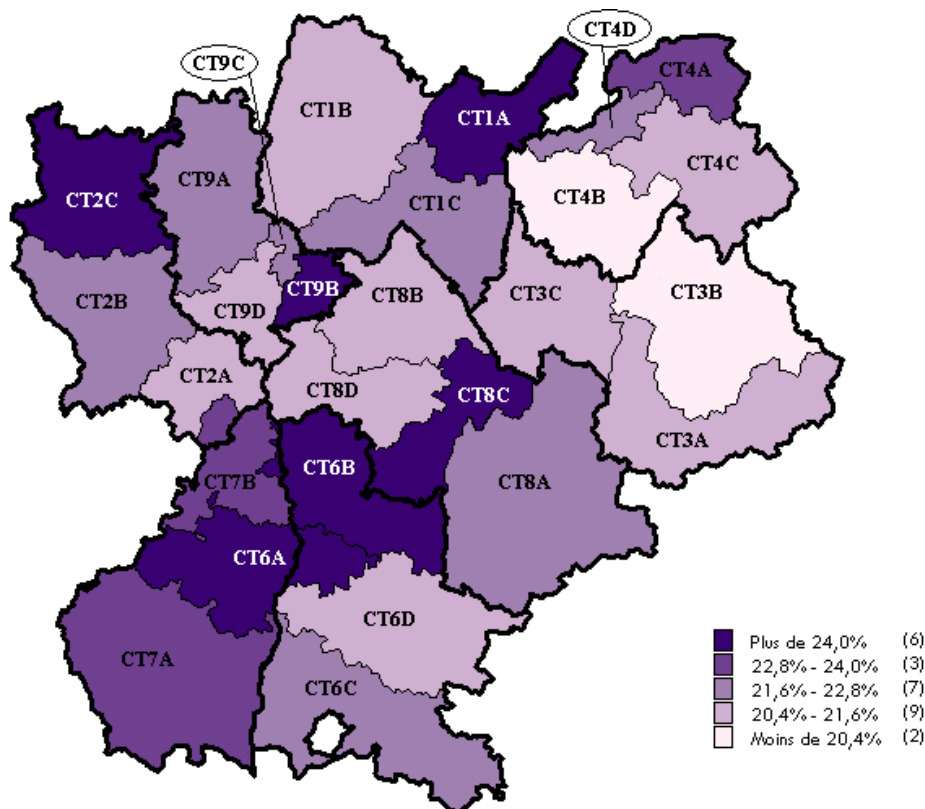 CT4D
CT9C
CT4A
CT1B
CT1A
CT4C
CT9A
CT2C
CT4B
CT1C
CT8B
CT3C
CT9B
CT3B
CT2B
CT9D
CT2A
CT8D
CT8C
CT3A
CT6B
CT7B
CT8A
CT6A
CT6D
CT7A
CT6C
Plus de 24,0% (6)
22,8% - 24,0% (3)
21,6% - 22,8% (7)
20,4% - 21,6% (9)
Moins de 20,4% (2)